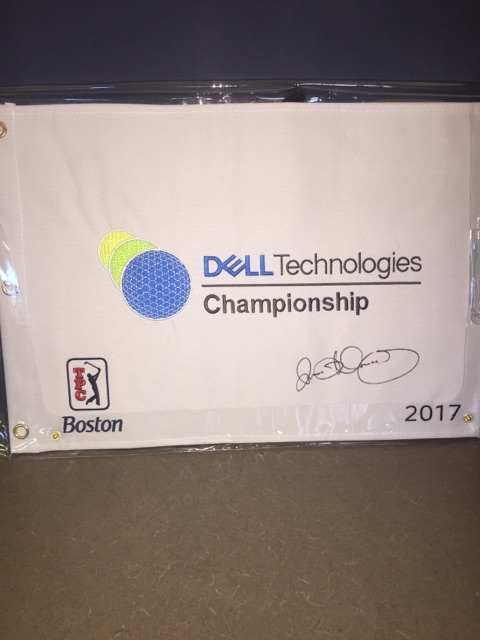 DELL Technologies
Championship
TPC
Boston
2017